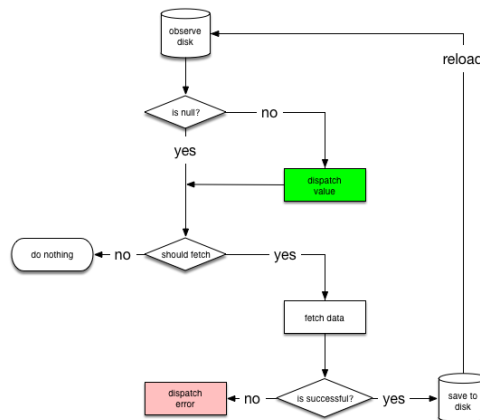 observe
disk
reload
is null?
no
yes
dispatch
value
do nothing
no
should fetch
yes
fetch data
dispatch
error
no
is successful?
yes
save to
disk